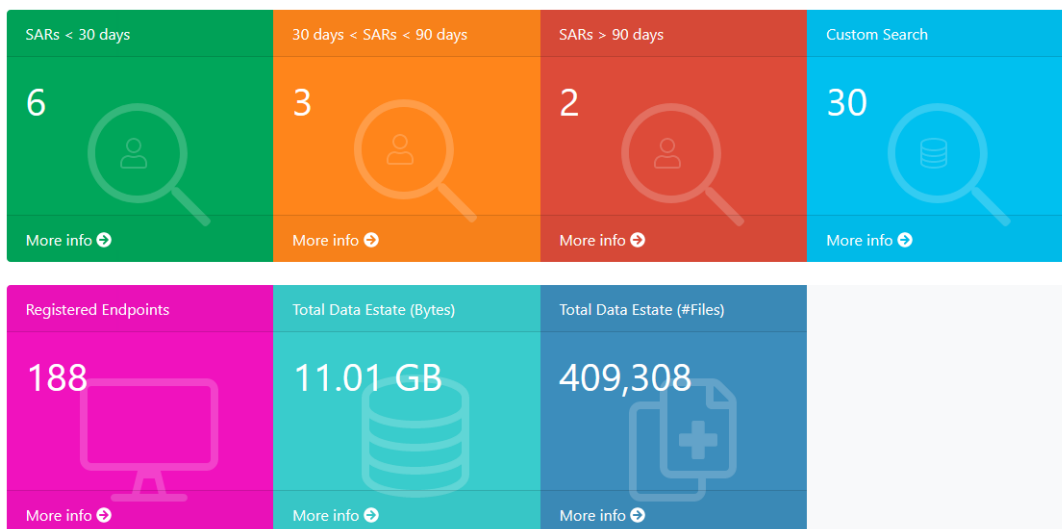 SARs < 30 days
6
More info
30 days < SARs < 90 days
3
More info
SARs > 90 days
2
More info
Custom Search
30
More info
Registered Endpoints
188
More info
Total Data Estate (Bytes)
11.01 GB
More info
Total Data Estate (#Files)
409,308
More info